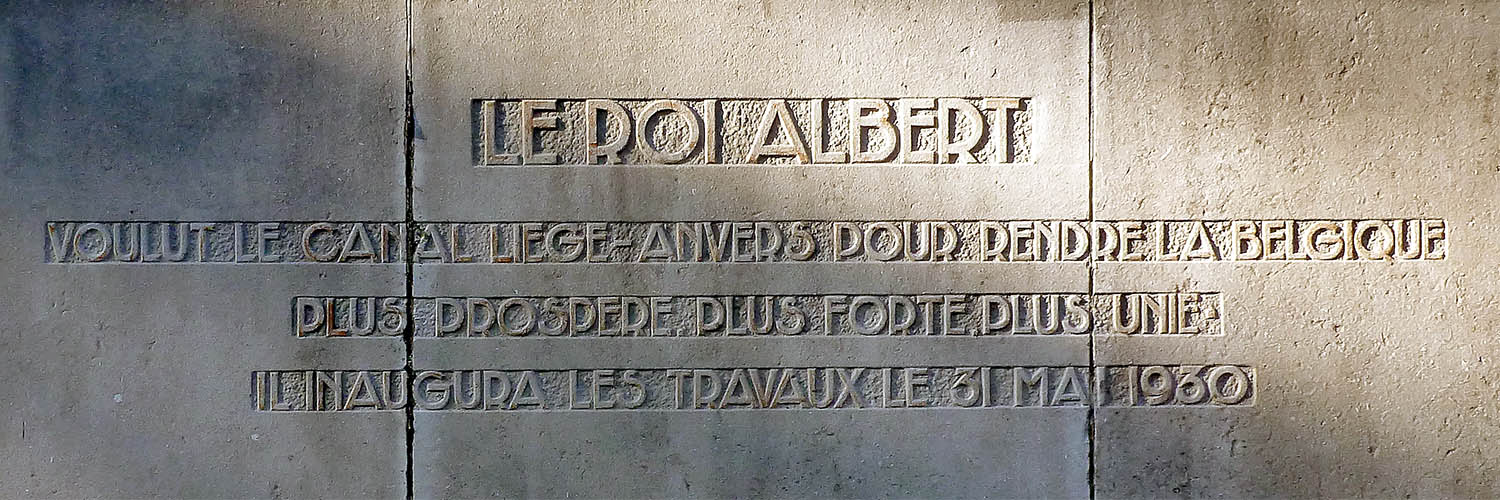 LE ROI ALBERT
VOULUT LE CANAL LIEGE-ANVERS POUR RENDRE LA BELGIQUE
PLUS PROSPERE PLUS FORTE PLUS UNIE·
IL INAUGURA LES TRAVAUX LE 31 MAI 1930